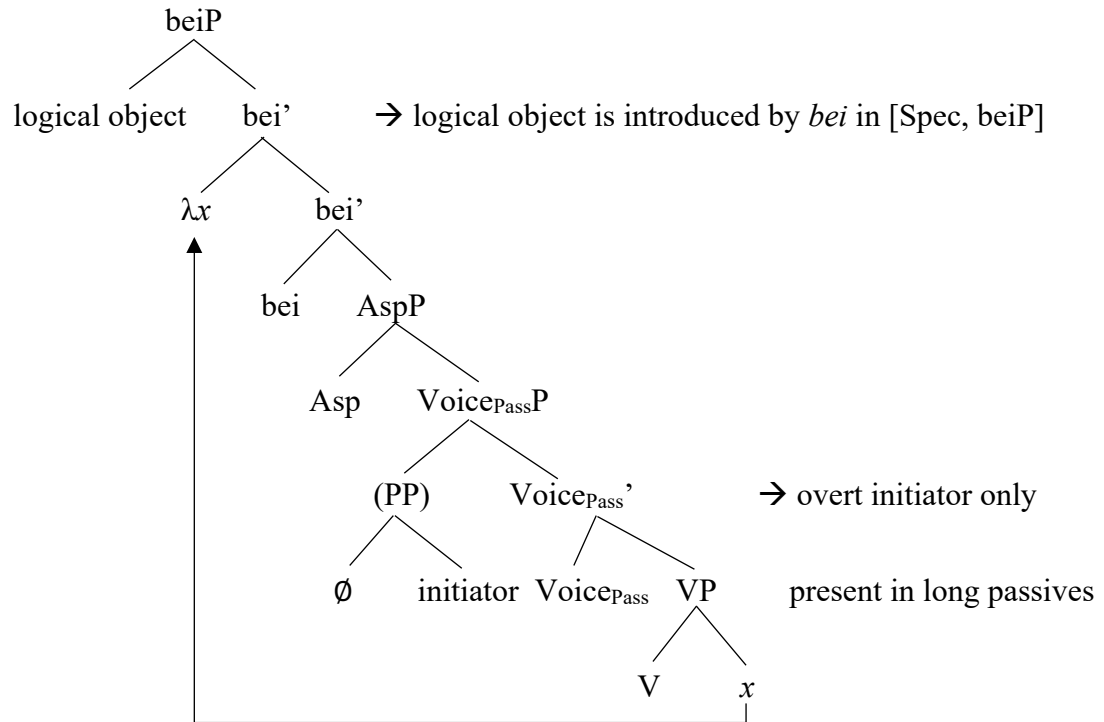 beiP
logical object bei’ → logical object is introduced by bei in [Spec, beiP]
λx bei’
bei AspP
Asp VoicePassP
(PP) VoicePass’ → overt initiator only
∅ initiator VoicePass VP present in long passives
V x